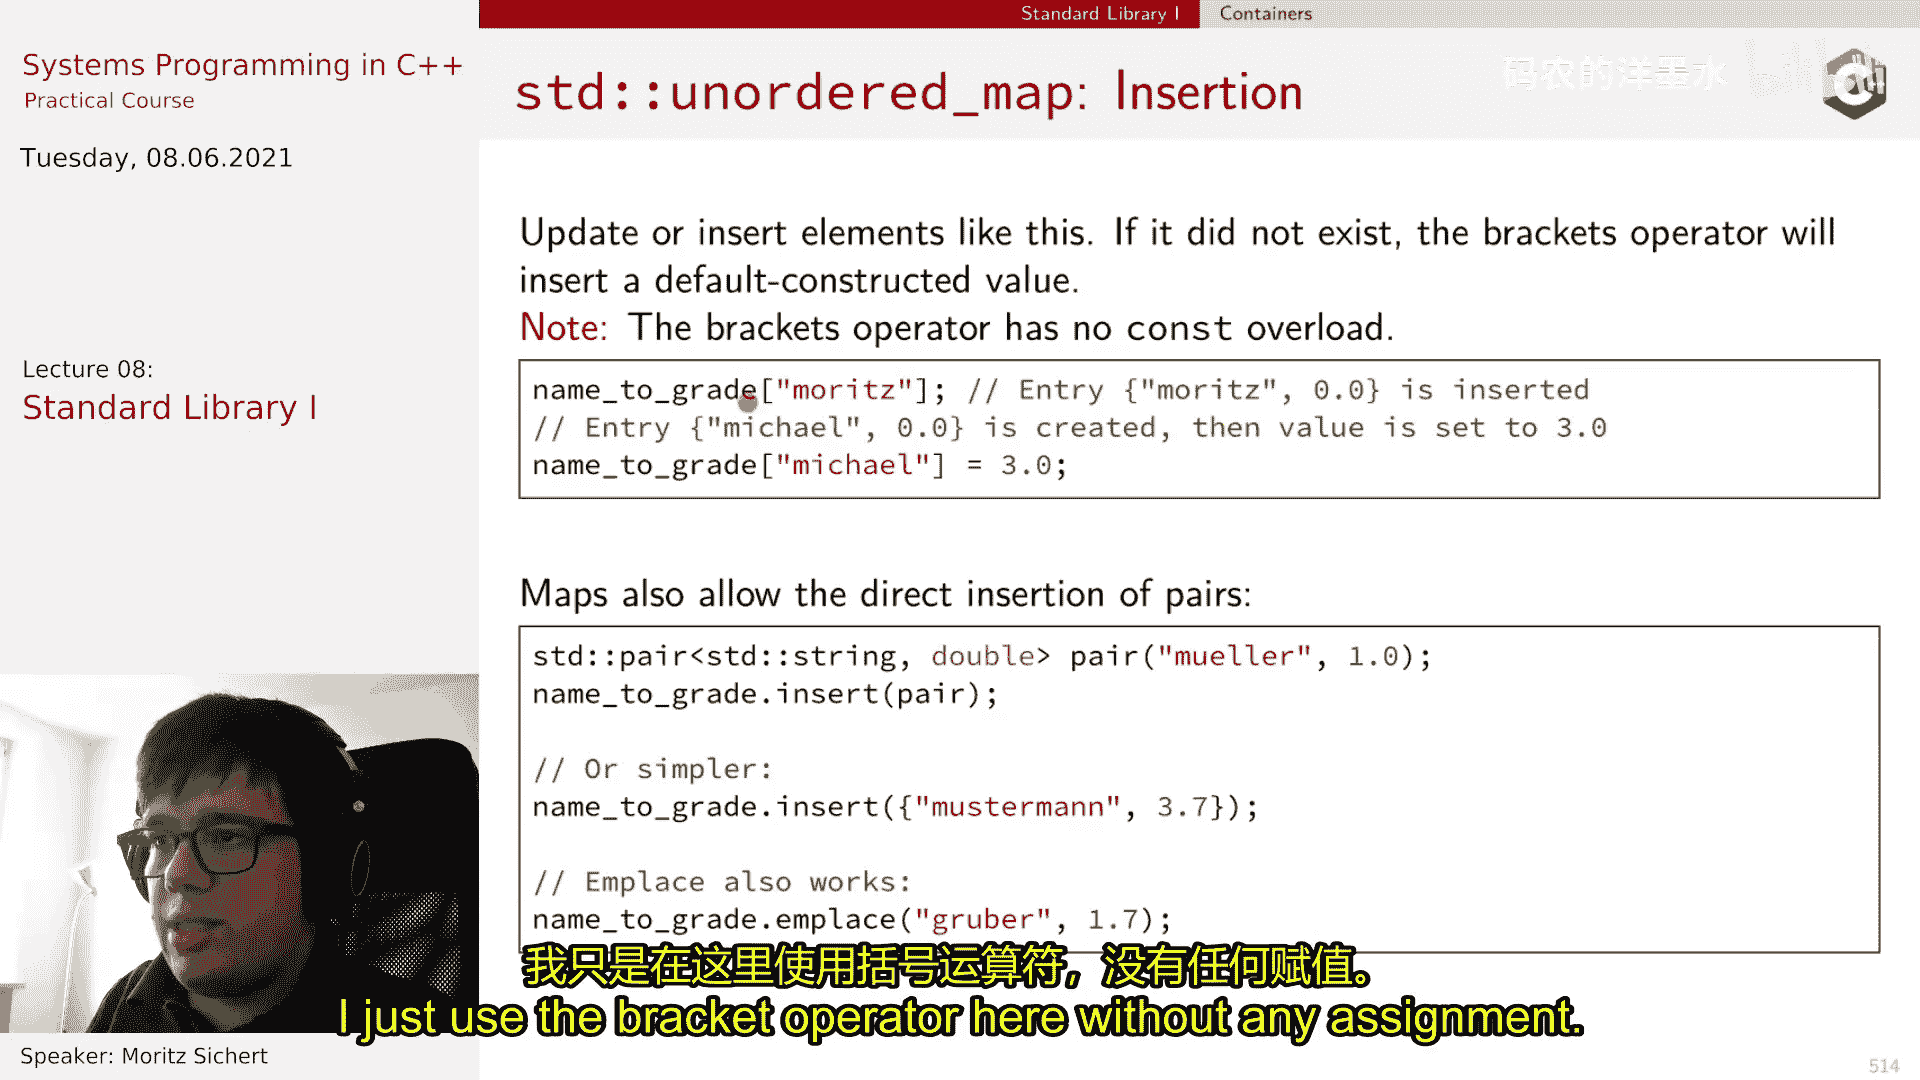 Standard Library I
Containers
Systems Programming in C++
Practical Course
Tuesday, 08.06.2021
Lecture 08:
Standard Library I
std::unordered_map: Insertion
码农的洋墨水
Update or insert elements like this. If it did not exist, the brackets operator will
insert a default-constructed value.
Note: The brackets operator has no const overload.
name_to_grade["moritz"]; // Entry {"moritz", 0.0} is inserted
// Entry {"michael", 0.0} is created, then value is set to 3.0
name_to_grade["michael"] = 3.0;
Maps also allow the direct insertion of pairs:
std::pair<std::string, double> pair("mueller", 1.0);
name_to_grade.insert(pair);
// Or simpler:
name_to_grade.insert({"mustermann", 3.7});
// Emplace also works:
name_to_grade.emplace("gruber", 1.7);
我只是在这里使用括号运算符，没有任何赋值。
I just use the bracket operator here without any assignment.
Speaker: Moritz Sichert
514